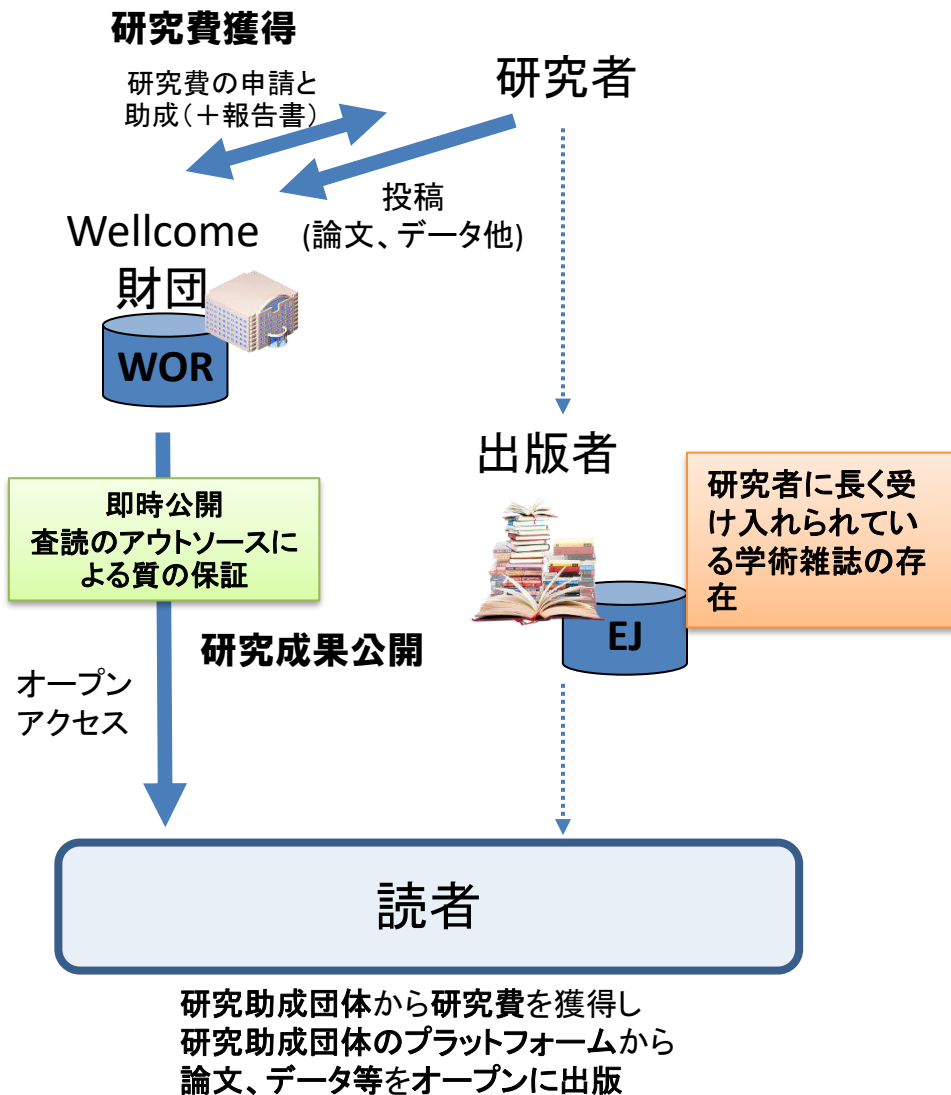 研究費獲得
研究費の申請と
助成(＋報告書)
研究者
投稿
(論文、データ他)
Wellcome
財団
WOR
出版者
即時公開
査読のアウトソースに
よる質の保証
研究者に長く受
け入れられてい
る学術雑誌の存
在
EJ
研究成果公開
オープン
アクセス
読者
研究助成団体から研究費を獲得し
研究助成団体のプラットフォームから
論文、データ等をオープンに出版